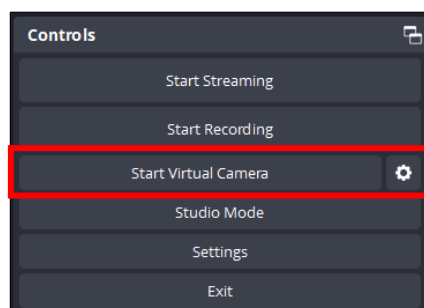 Controls
Start Streaming
Start Recording
Start Virtual Camera
Studio Mode
Settings
Exit